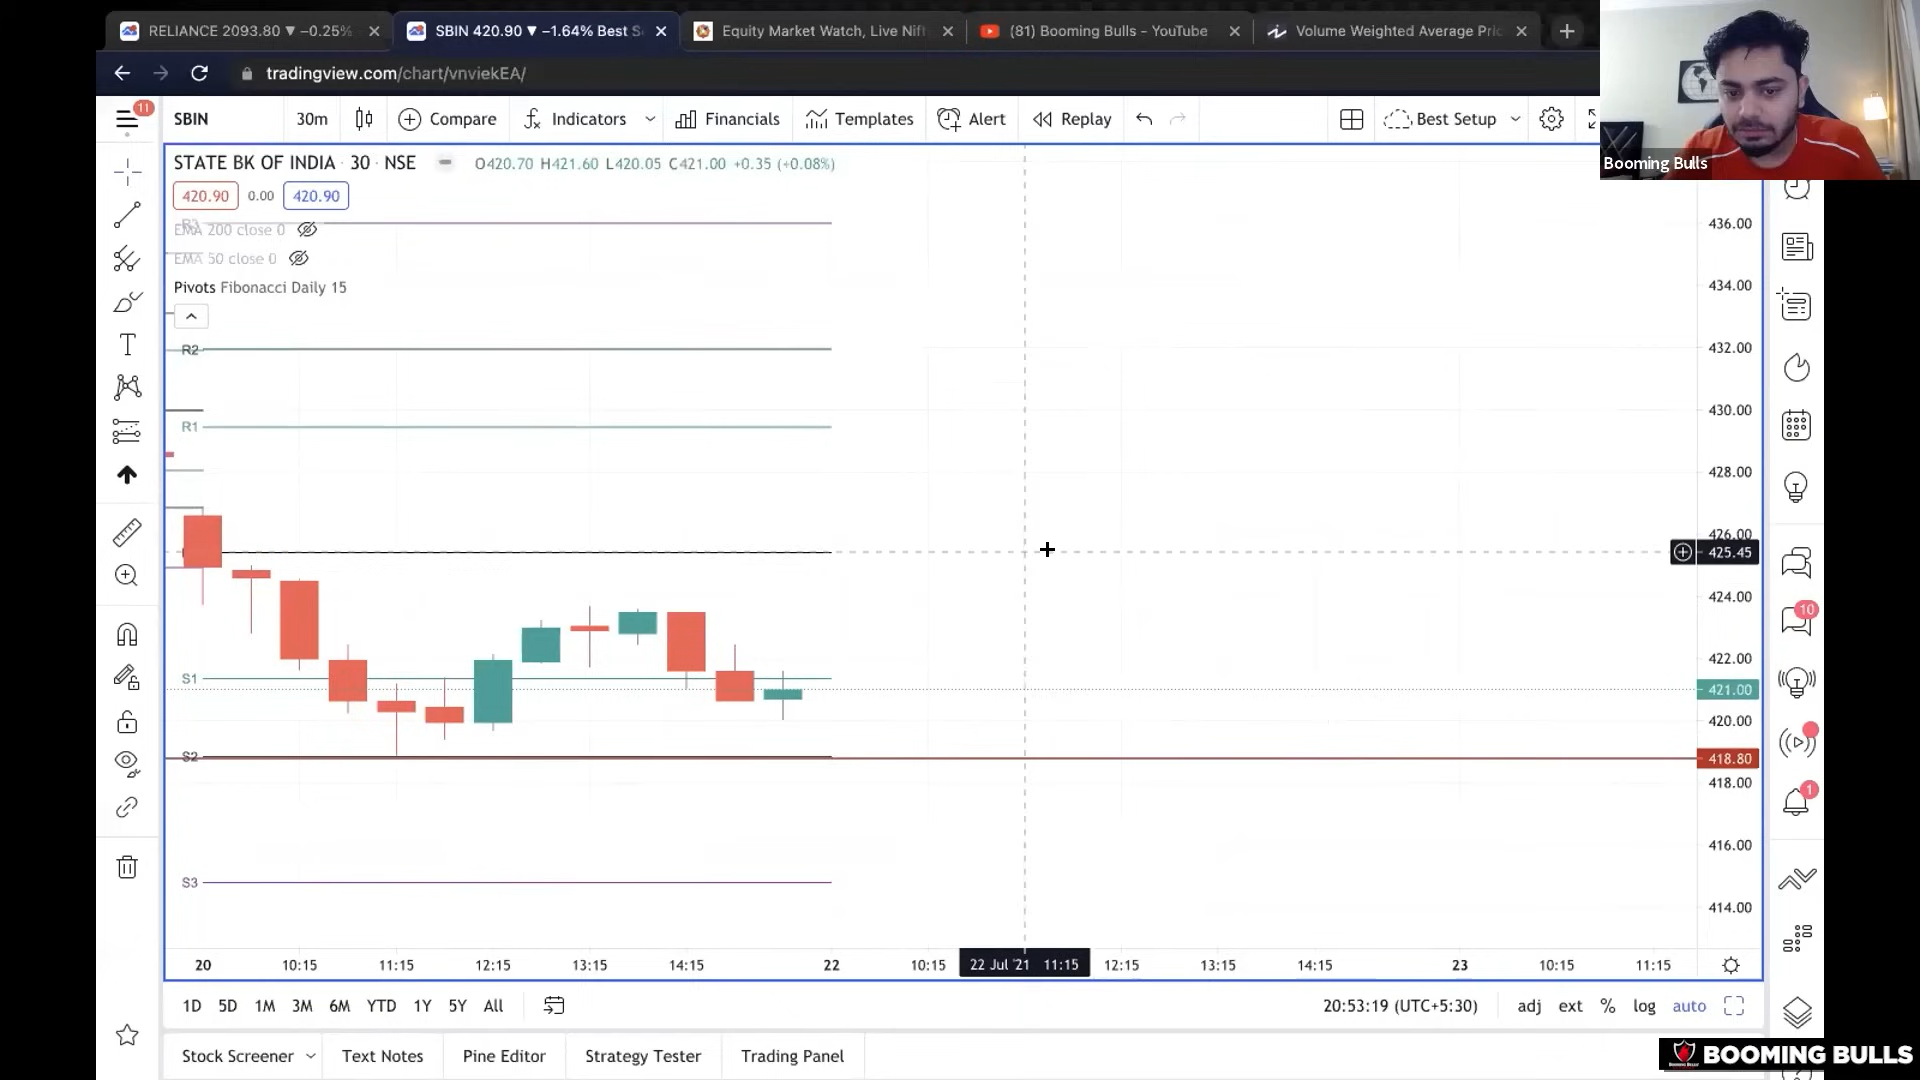 RELIANCE 2093.80 ▼ −0.25%
SBIN 420.90 ▼ −1.64% Best S
Equity Market Watch, Live Nift
(81) Booming Bulls - YouTube
Volume Weighted Average Pric
tradingview.com/chart/vnviekEA/
11
SBIN
30m
Compare
Indicators
Financials
Templates
Alert
Replay
Best Setup
Booming Bulls
STATE BK OF INDIA · 30 · NSE
O420.70 H421.60 L420.05 C421.00 +0.35 (+0.08%)
420.90 0.00 420.90
R3
EMA 200 close 0
EMA 50 close 0
Pivots Fibonacci Daily 15
R2
R1
S1
S2
S3
436.00
434.00
432.00
430.00
428.00
426.00
425.45
424.00
422.00
421.00
420.00
418.80
418.00
416.00
414.00
10
1
20 10:15 11:15 12:15 13:15 14:15 22 10:15 22 Jul '21 11:15 12:15 13:15 14:15 23 10:15 11:15
1D 5D 1M 3M 6M YTD 1Y 5Y All
20:53:19 (UTC+5:30)
adj ext % log auto
Stock Screener
Text Notes
Pine Editor
Strategy Tester
Trading Panel
BOOMING BULLS